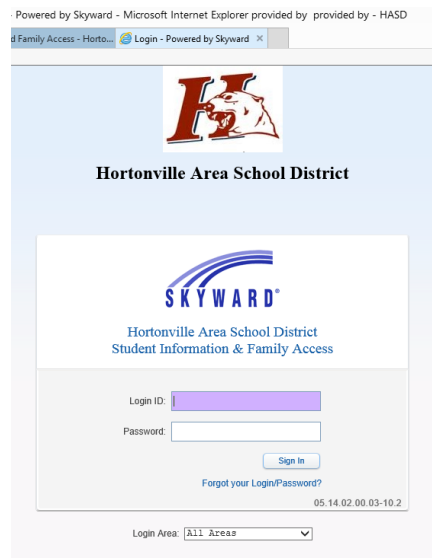 Powered by Skyward - Microsoft Internet Explorer provided by provided by - HASD
d Family Access - Horto... Login - Powered by Skyward
H
Hortonville Area School District
SKYWARD®
Hortonville Area School District
Student Information & Family Access
Login ID:
Password:
Sign In
Forgot your Login/Password?
05.14.02.00.03-10.2
Login Area: All Areas